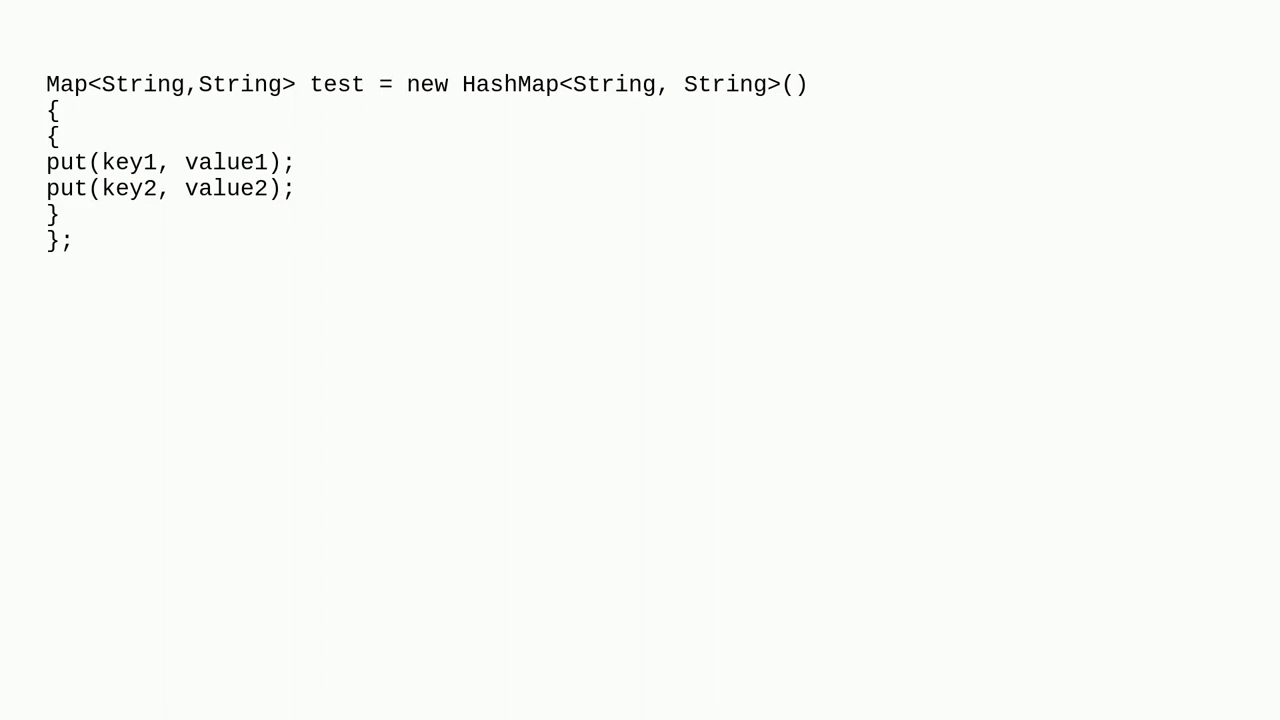 Map<String,String> test = new HashMap<String, String>()
{
{
put(key1, value1);
put(key2, value2);
}
};